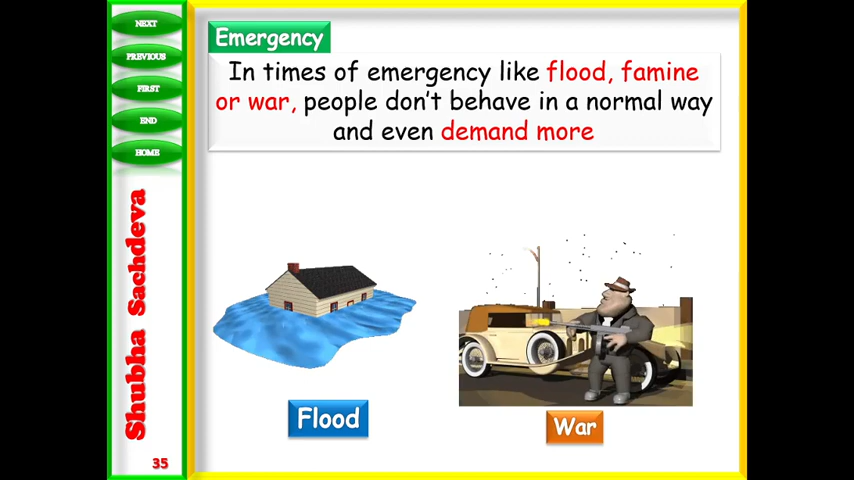 NEXT
PREVIOUS
FIRST
END
HOME
Shubha Sachdeva
35
Emergency
In times of emergency like flood, famine
or war, people don't behave in a normal way
and even demand more
Flood
War